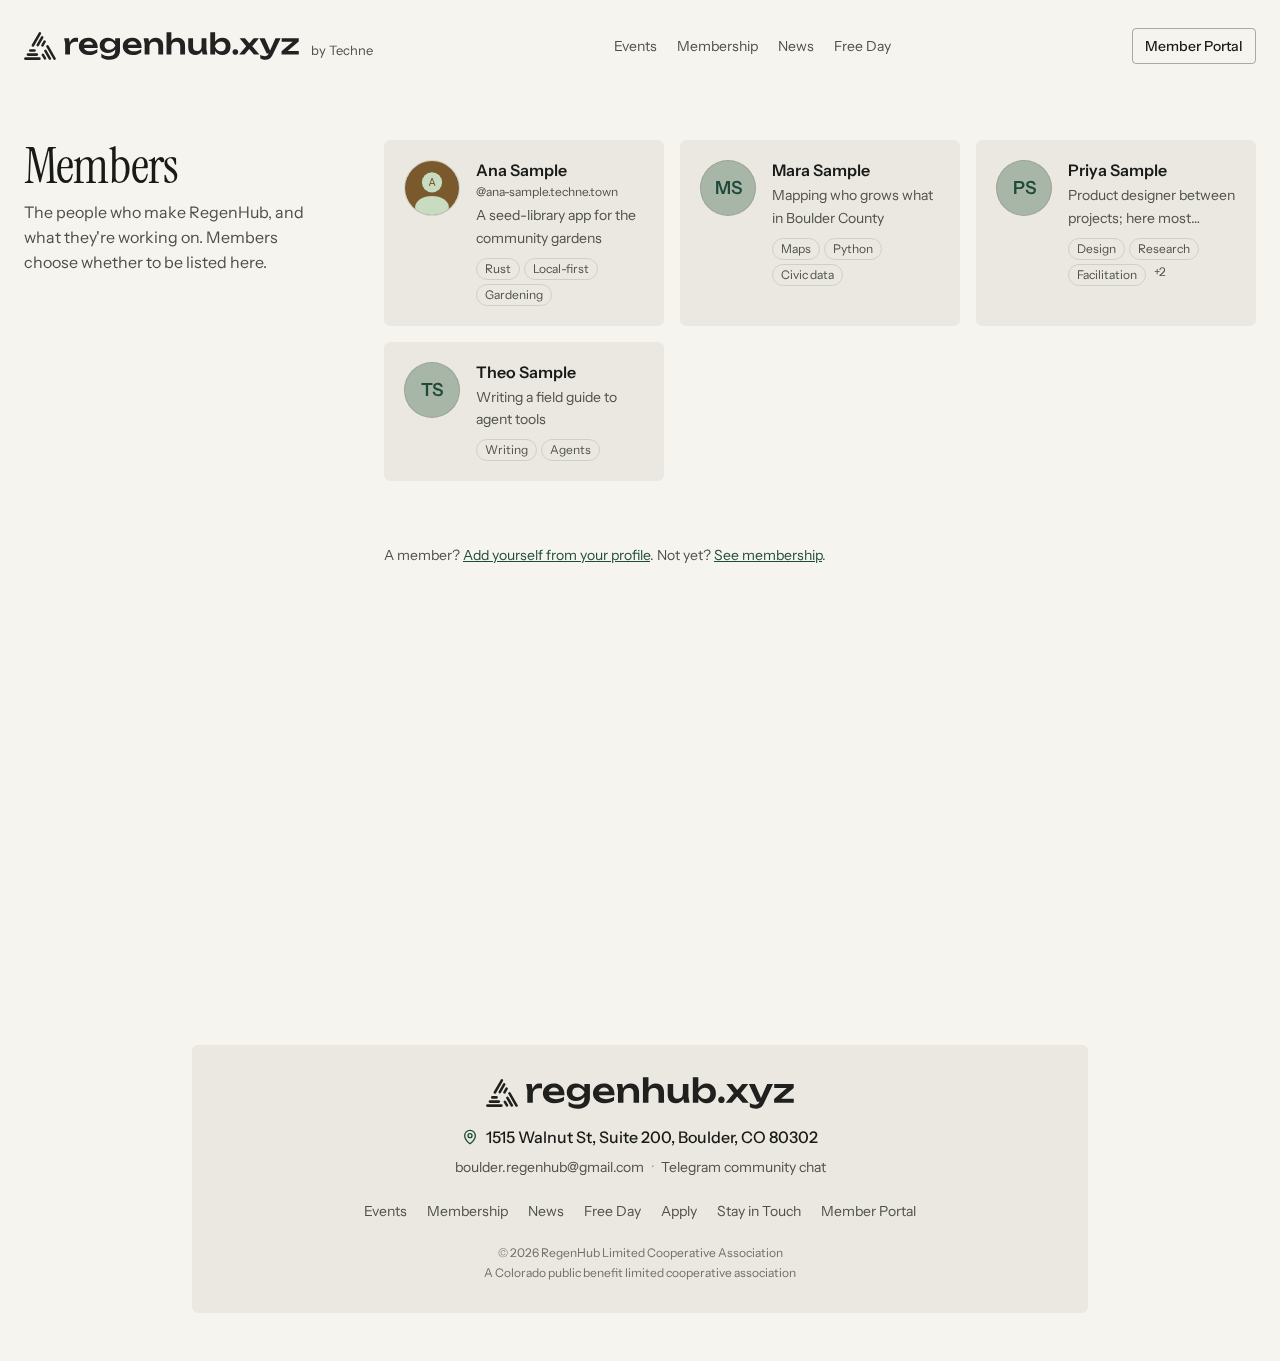 regenhub.xyz by Techne
Events Membership News Free Day
Member Portal
Members
The people who make RegenHub, and
what they're working on. Members
choose whether to be listed here.
A
Ana Sample
@ana-sample.techne.town
A seed-library app for the
community gardens
Rust Local-first
Gardening
MS
Mara Sample
Mapping who grows what
in Boulder County
Maps Python
Civic data
PS
Priya Sample
Product designer between
projects; here most…
Design Research
Facilitation +2
TS
Theo Sample
Writing a field guide to
agent tools
Writing Agents
A member? Add yourself from your profile. Not yet? See membership.
regenhub.xyz
1515 Walnut St, Suite 200, Boulder, CO 80302
boulder.regenhub@gmail.com · Telegram community chat
Events Membership News Free Day Apply Stay in Touch Member Portal
© 2026 RegenHub Limited Cooperative Association
A Colorado public benefit limited cooperative association